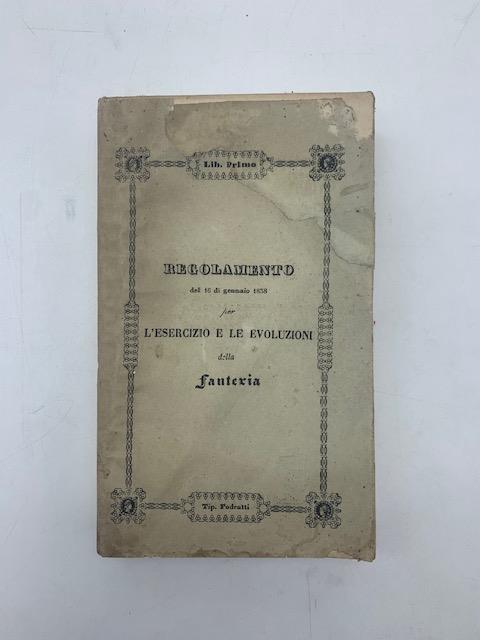 Lib. Primo
REGOLAMENTO
del 16 di gennaio 1838
per
L'ESERCIZIO E LE EVOLUZIONI
della
Fanteria
Tip. Fodratti